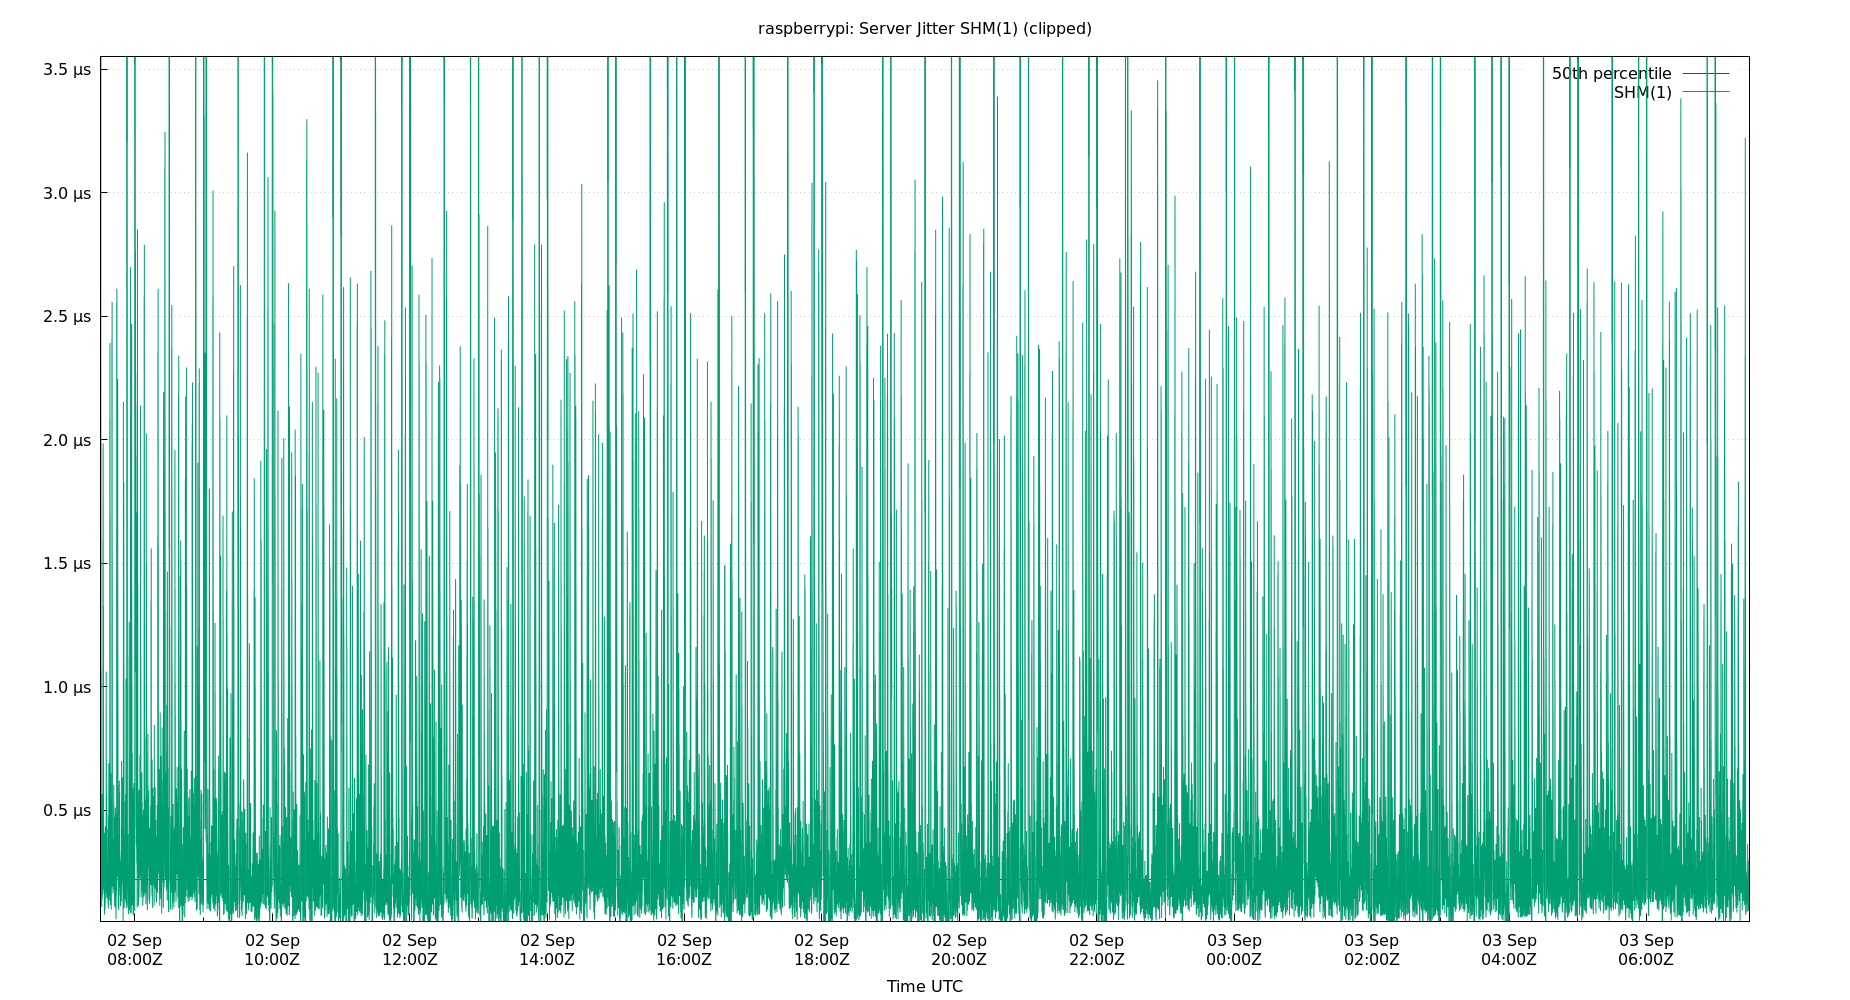 raspberrypi: Server Jitter SHM(1) (clipped)
3.5 µs
3.0 µs
2.5 µs
2.0 µs
1.5 µs
1.0 µs
0.5 µs
50th percentile
SHM(1)
02 Sep 02 Sep 02 Sep 02 Sep 02 Sep 02 Sep 02 Sep 02 Sep 03 Sep 03 Sep 03 Sep 03 Sep
08:00Z 10:00Z 12:00Z 14:00Z 16:00Z 18:00Z 20:00Z 22:00Z 00:00Z 02:00Z 04:00Z 06:00Z
Time UTC